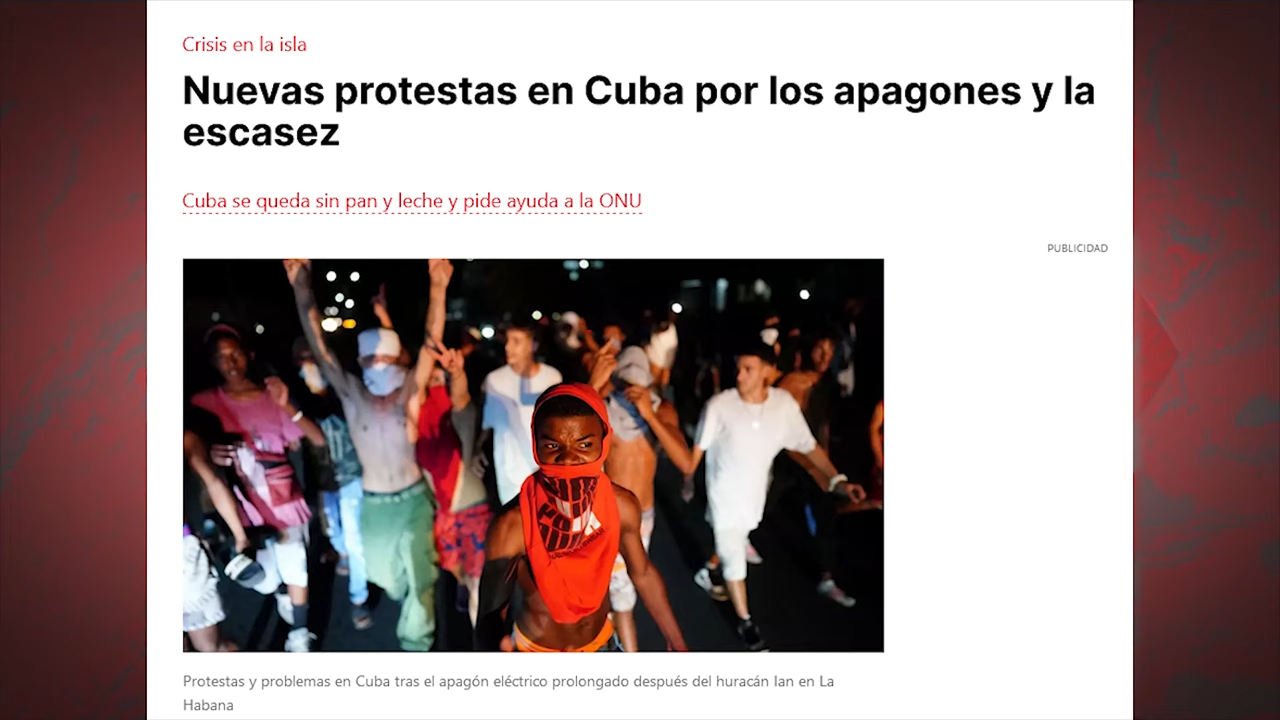 Crisis en la isla
Nuevas protestas en Cuba por los apagones y la
escasez
Cuba se queda sin pan y leche y pide ayuda a la ONU
PUBLICIDAD
Protestas y problemas en Cuba tras el apagón eléctrico prolongado después del huracán Ian en La
Habana